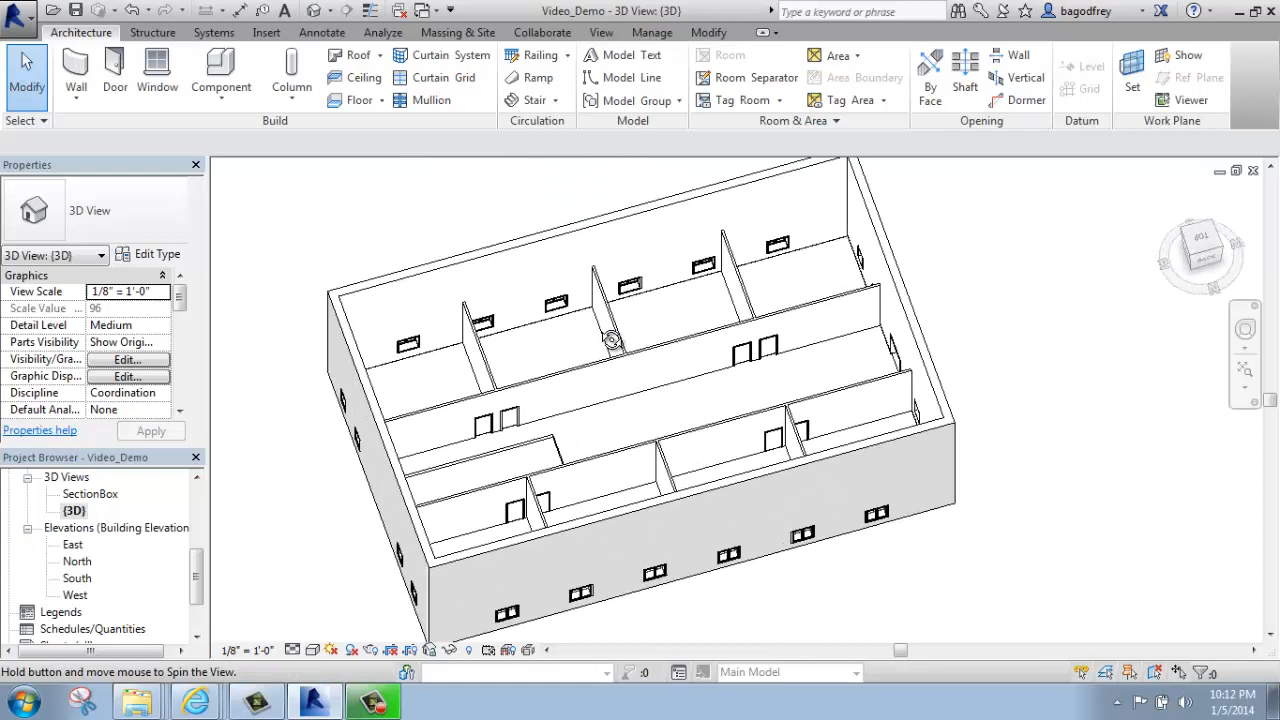 Video_Demo - 3D View: {3D}
Type a keyword or phrase
bagodfrey
Architecture Structure Systems Insert Annotate Analyze Massing & Site Collaborate View Manage Modify
Modify
Wall
Door
Window
Component
Column
Roof
Ceiling
Floor
Curtain System
Curtain Grid
Mullion
Railing
Ramp
Stair
Model Text
Model Line
Model Group
Room
Room Separator
Tag Room
Area
Area Boundary
Tag Area
By Face
Shaft
Wall
Vertical
Dormer
Level
Grid
Set
Show
Ref Plane
Viewer
Select Build Circulation Model Room & Area Opening Datum Work Plane
Properties
3D View
3D View: {3D} Edit Type
Graphics
View Scale 1/8" = 1'-0"
Scale Value ... 96
Detail Level Medium
Parts Visibility Show Origi...
Visibility/Gra... Edit...
Graphic Disp... Edit...
Discipline Coordination
Default Anal... None
Properties help Apply
Project Browser - Video_Demo
3D Views
SectionBox
{3D}
Elevations (Building Elevation
East
North
South
West
Legends
Schedules/Quantities
TOP
BACK
1/8" = 1'-0"
Hold button and move mouse to Spin the View.
:0
Main Model
:0
10:12 PM
1/5/2014